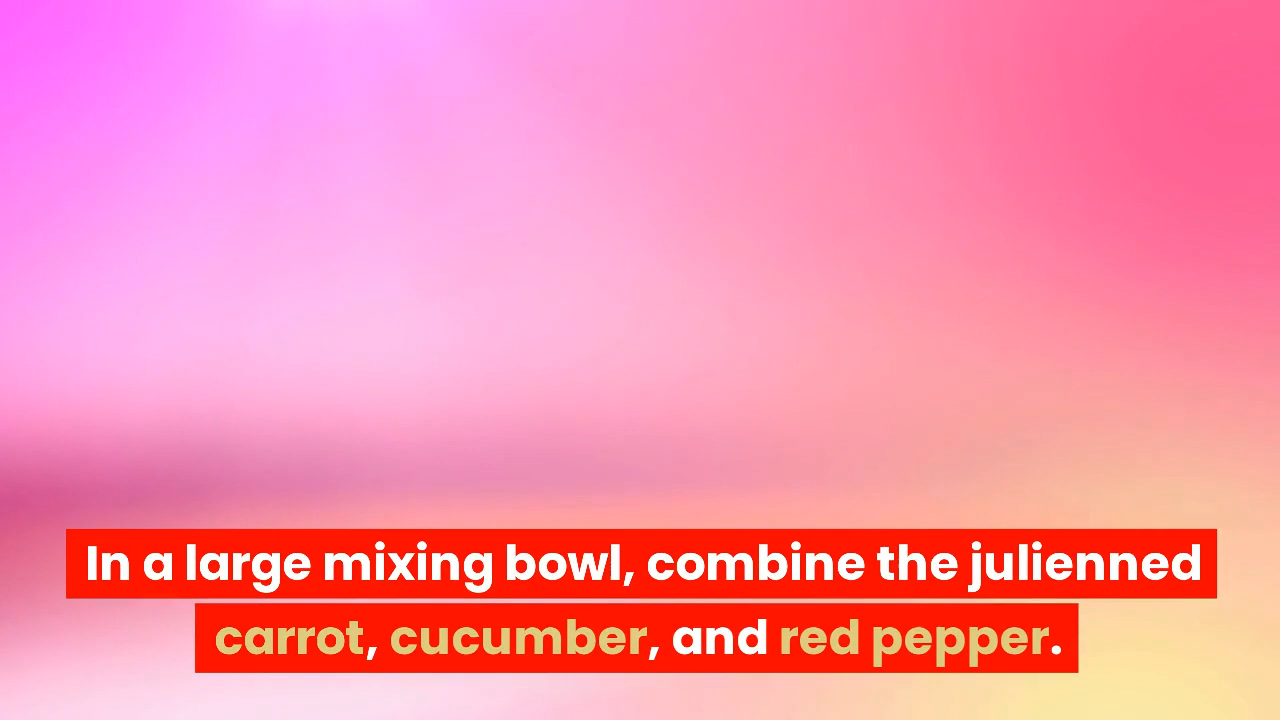 In a large mixing bowl, combine the julienned
carrot, cucumber, and red pepper.